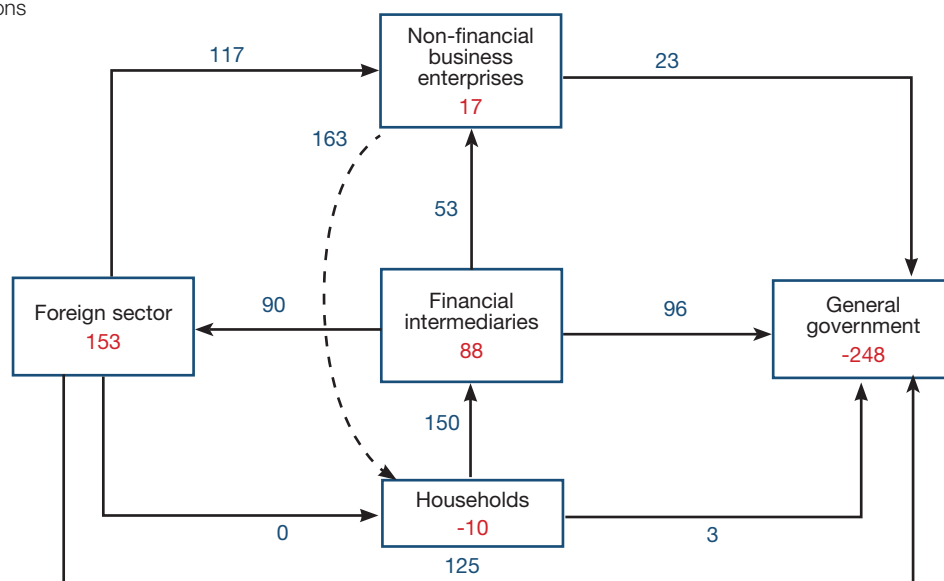 ons
117
Non-financial
business
enterprises
17
23
163
53
Foreign sector
153
90
Financial
intermediaries
88
96
General
government
-248
150
Households
-10
0
3
125